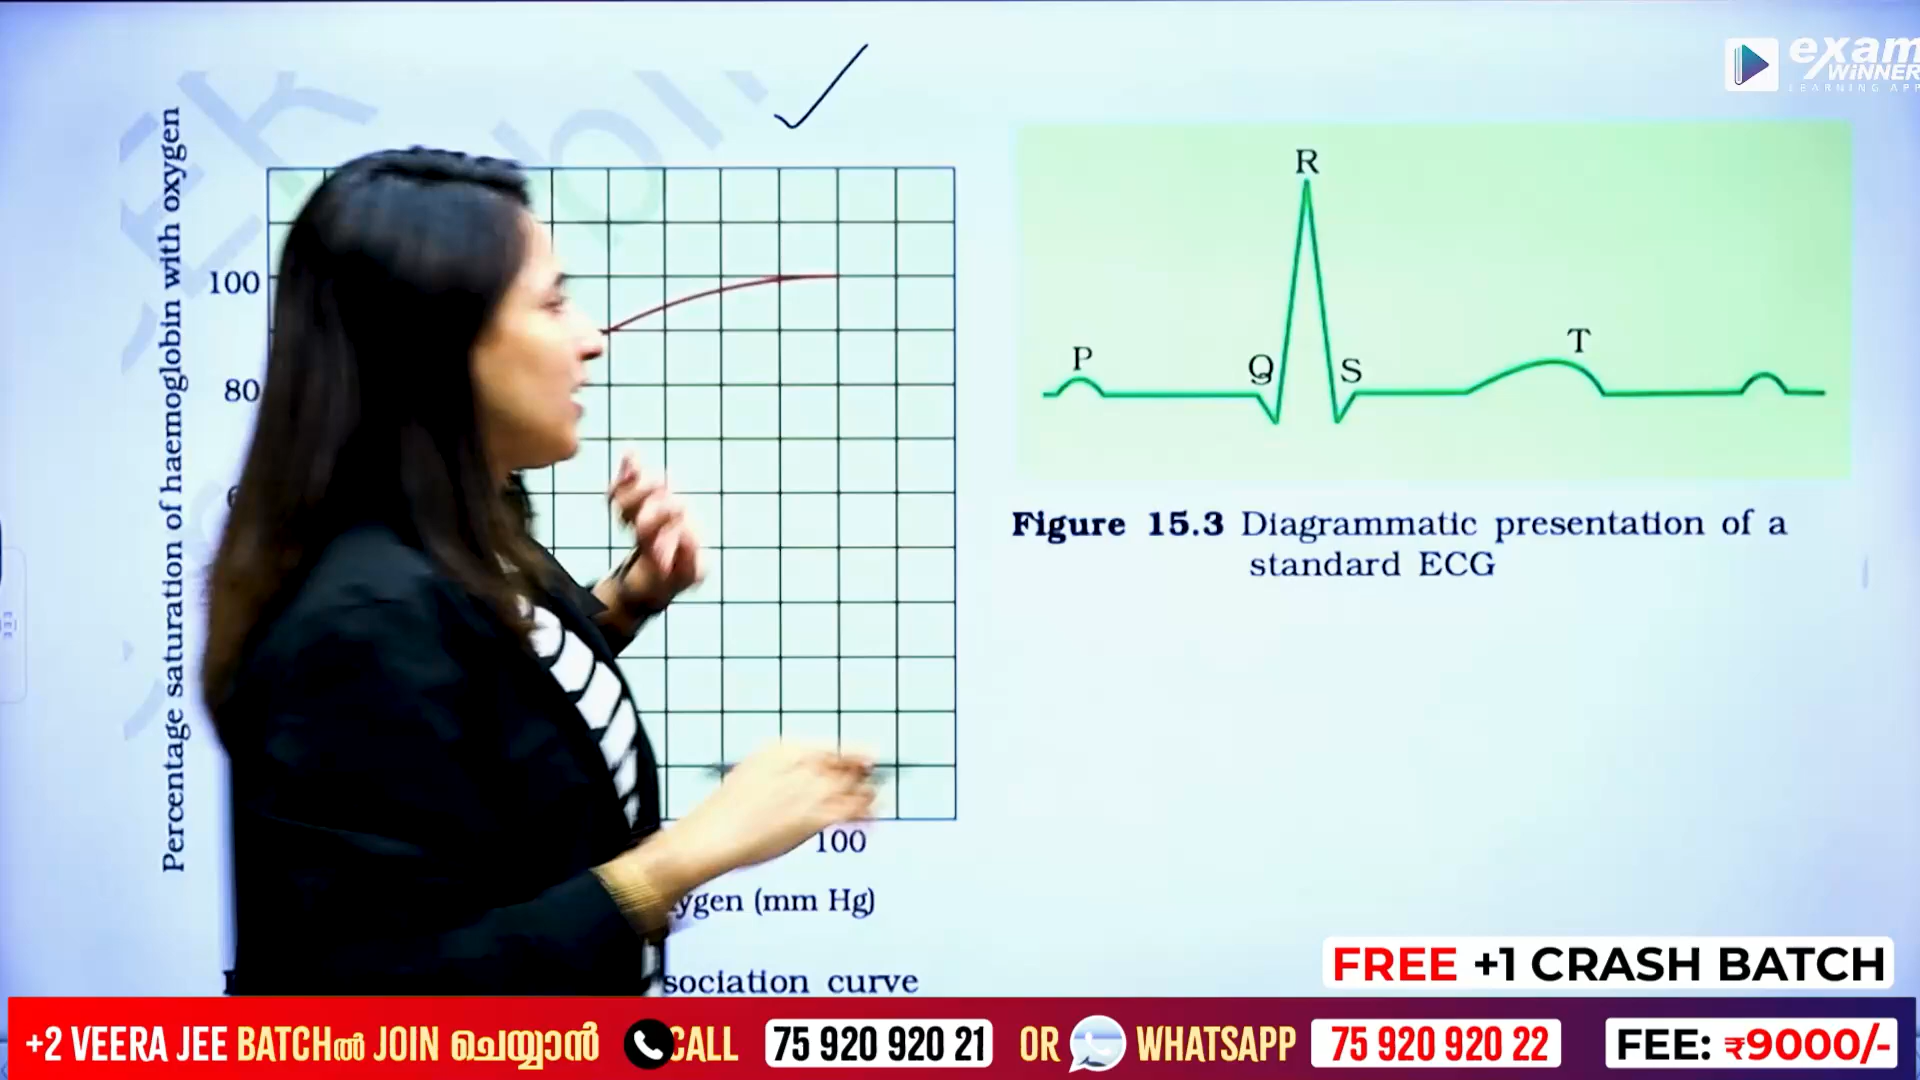 exam
WiNNER
LEARNING APP
Percentage saturation of haemoglobin with oxygen
100
80
100
ygen (mm Hg)
sociation curve
R
P
Q
S
T
Figure 15.3 Diagrammatic presentation of a
standard ECG
FREE +1 CRASH BATCH
+2 VEERA JEE BATCHൽ JOIN ചെയ്യാൻ CALL 75 920 920 21 OR WHATSAPP 75 920 920 22 FEE: ₹9000/-